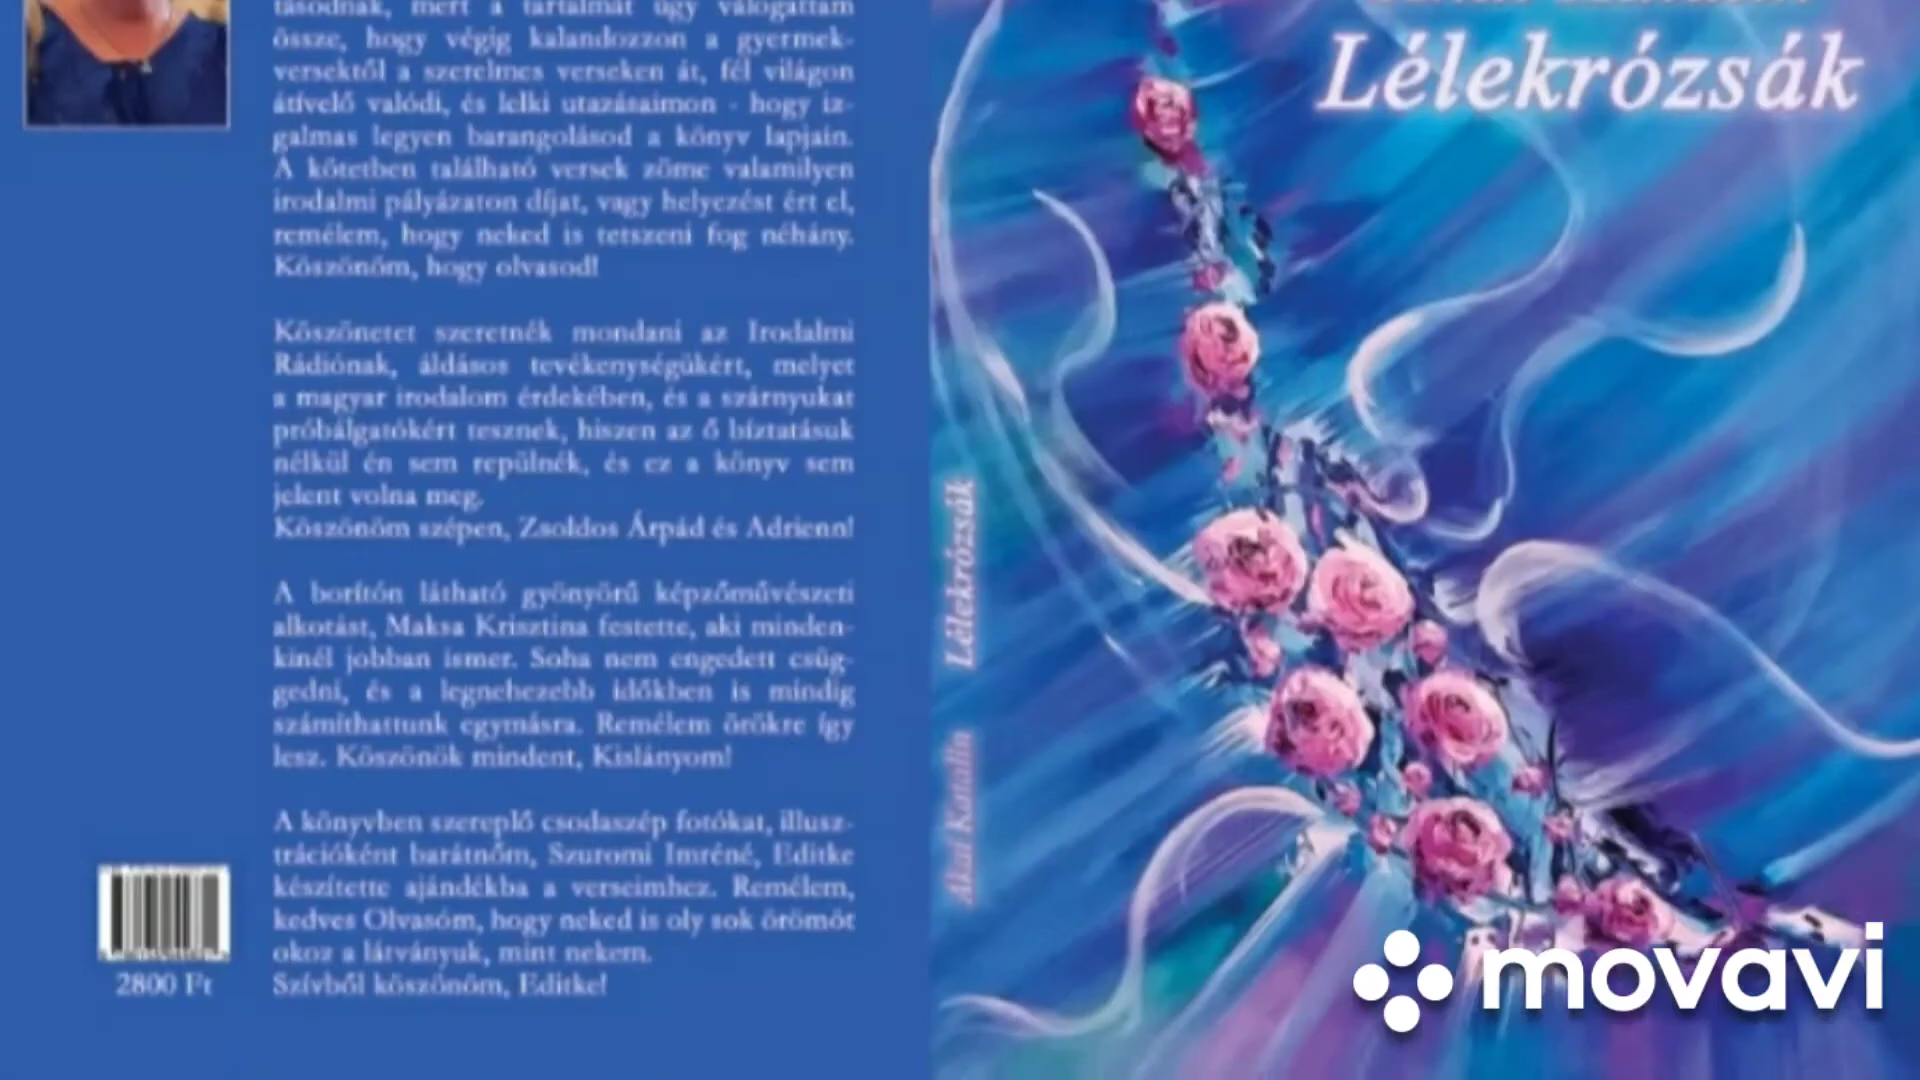 tásodnak, mert a tartalmát úgy válogattam
össze, hogy végig kalandozzon a gyermek-
versektől a szerelmes verseken át, fél világon
átívelő valódi, és lelki utazásaimon - hogy iz-
galmas legyen barangolásod a könyv lapjain.
A kötetben található versek zöme valamilyen
irodalmi pályázaton díjat, vagy helyezést ért el,
remélem, hogy neked is tetszeni fog néhány.
Köszönöm, hogy olvasod!
Köszönetet szeretnék mondani az Irodalmi
Rádiónak, áldásos tevékenységükért, melyet
a magyar irodalom érdekében, és a szárnyukat
próbálgatókért tesznek, hiszen az ő bíztatásuk
nélkül én sem repülnék, és ez a könyv sem
jelent volna meg.
Köszönöm szépen, Zsoldos Árpád és Adrienn!
A borítón látható gyönyörű képzőművészeti
alkotást, Maksa Krisztina festette, aki minden-
kinél jobban ismer. Soha nem engedett csüg-
gedni, és a legnehezebb időkben is mindig
számíthattunk egymásra. Remélem örökre így
lesz. Köszönök mindent, Kislányom!
A könyvben szereplő csodaszép fotókat, illusz-
trációként barátnőm, Szuromi Imréné, Editke
készítette ajándékba a verseimhez. Remélem,
kedves Olvasóm, hogy neked is oly sok örömöt
okoz a látványuk, mint nekem.
Szívből köszönöm, Editke!
2800 Ft
Akai Katalin Lélekrózsák
Lélekrózsák
movavi